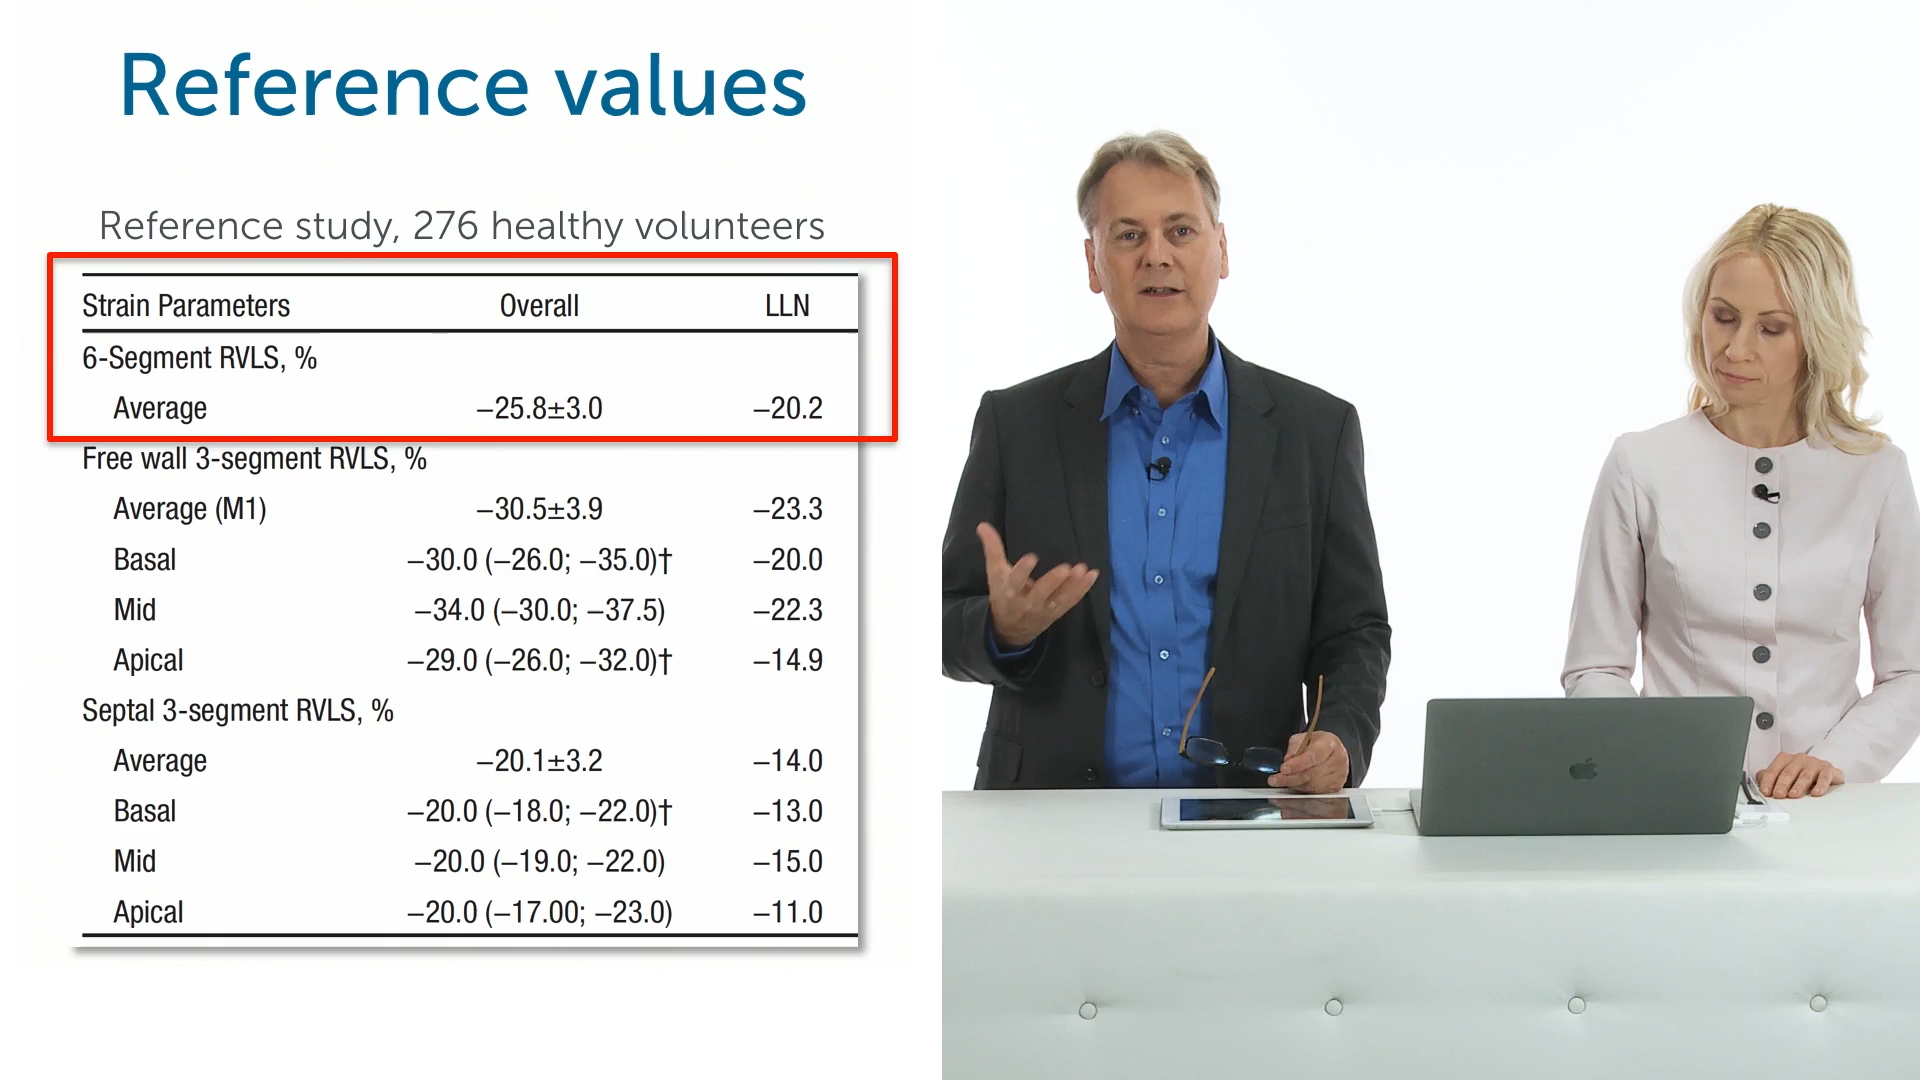 Reference values
Reference study, 276 healthy volunteers
Strain Parameters Overall LLN
6-Segment RVLS, %
Average −25.8±3.0 −20.2
Free wall 3-segment RVLS, %
Average (M1) −30.5±3.9 −23.3
Basal −30.0 (−26.0; −35.0)† −20.0
Mid −34.0 (−30.0; −37.5) −22.3
Apical −29.0 (−26.0; −32.0)† −14.9
Septal 3-segment RVLS, %
Average −20.1±3.2 −14.0
Basal −20.0 (−18.0; −22.0)† −13.0
Mid −20.0 (−19.0; −22.0) −15.0
Apical −20.0 (−17.00; −23.0) −11.0